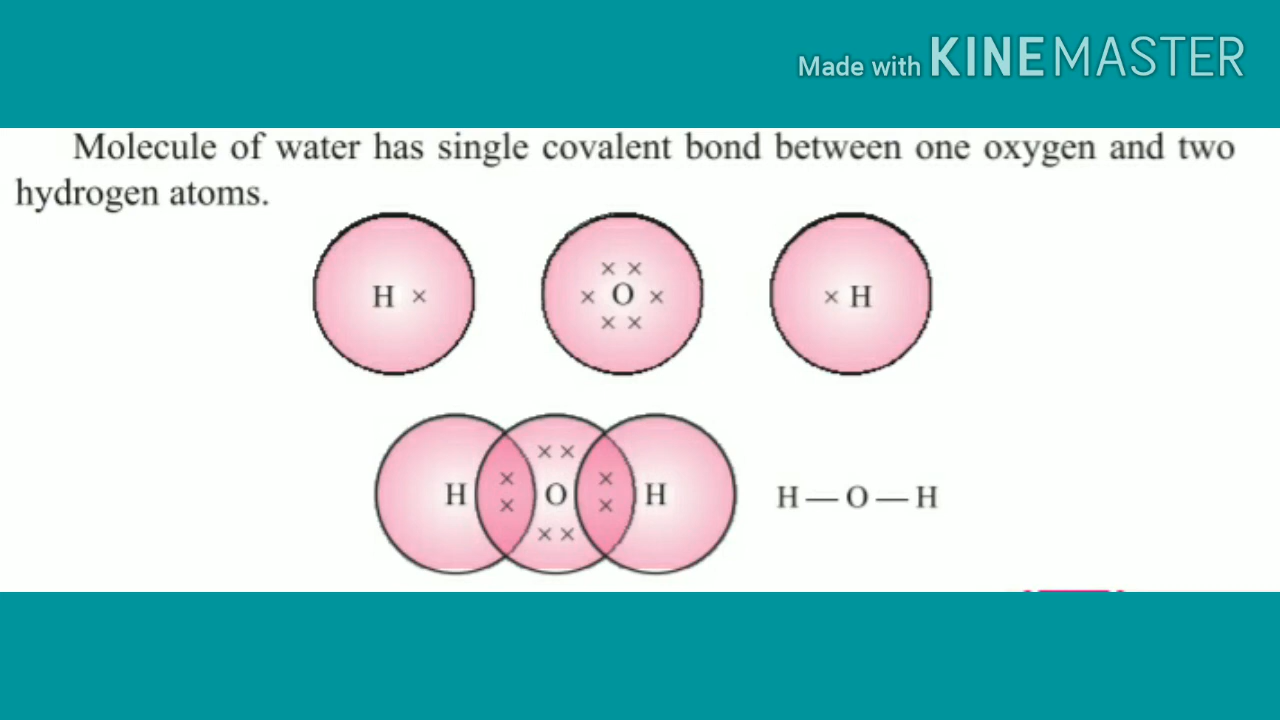 Made with KINEMASTER
Molecule of water has single covalent bond between one oxygen and two
hydrogen atoms.
H × × × × O × × × × H
H × × × × O × × × × H H — O — H